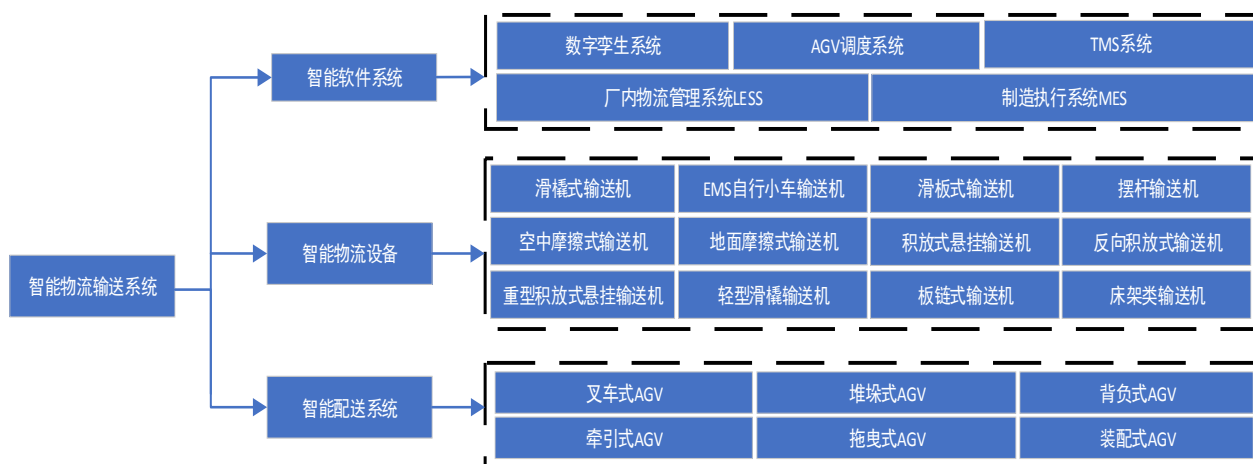 数字孪生系统 AGV调度系统 TMS系统
智能软件系统
厂内物流管理系统LESS 制造执行系统MES
滑橇式输送机 EMS自行小车输送机 滑板式输送机 摆杆输送机
空中摩擦式输送机 地面摩擦式输送机 积放式悬挂输送机 反向积放式输送机
智能物流设备
智能物流输送系统
重型积放式悬挂输送机 轻型滑橇输送机 板链式输送机 床架类输送机
叉车式AGV 堆垛式AGV 背负式AGV
智能配送系统
牵引式AGV 拖曳式AGV 装配式AGV